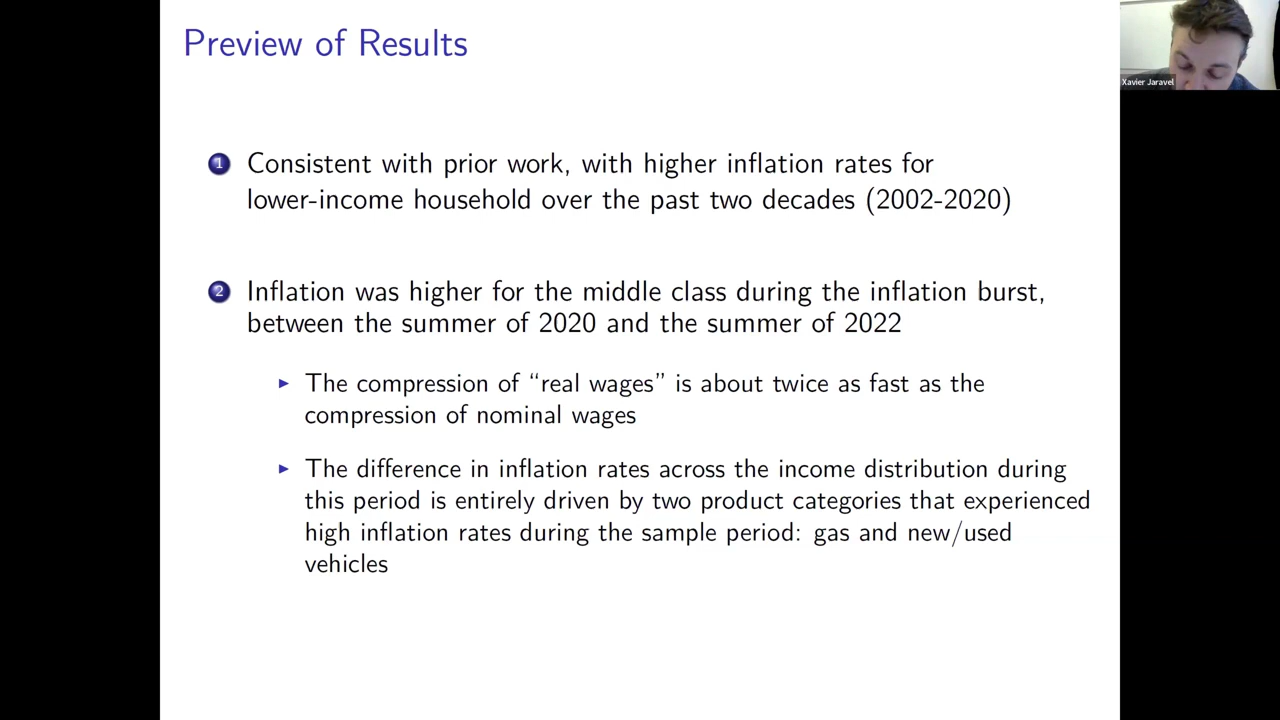 Preview of Results
Xavier Jaravel
1 Consistent with prior work, with higher inflation rates for
lower-income household over the past two decades (2002-2020)
2 Inflation was higher for the middle class during the inflation burst,
between the summer of 2020 and the summer of 2022
▶ The compression of “real wages” is about twice as fast as the
compression of nominal wages
▶ The difference in inflation rates across the income distribution during
this period is entirely driven by two product categories that experienced
high inflation rates during the sample period: gas and new/used
vehicles